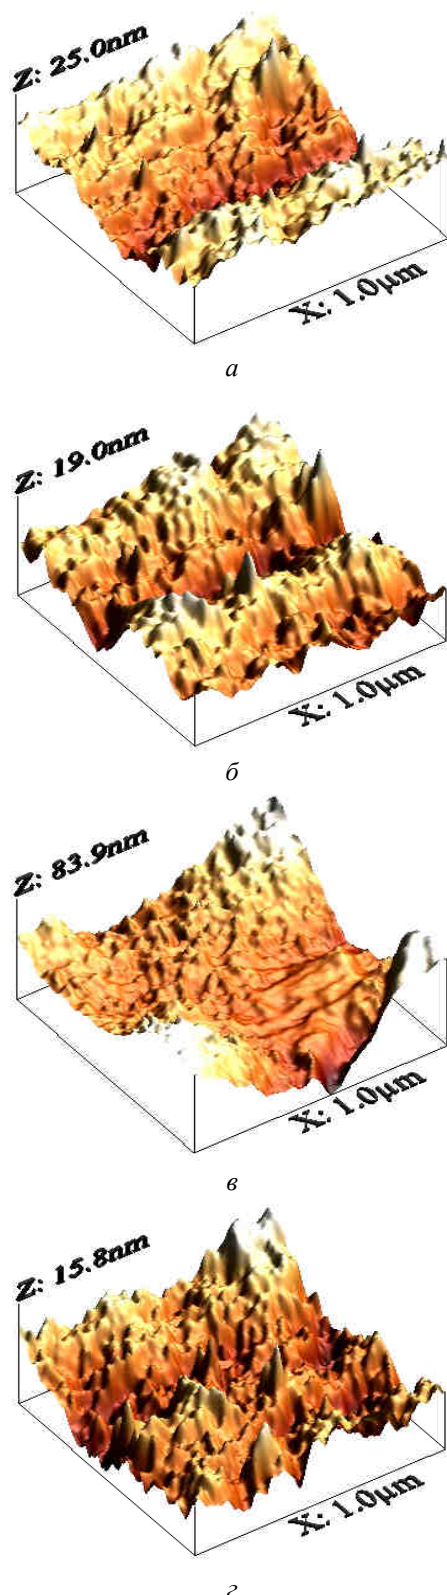 Z: 25.0nm
X: 1.0µm
а
Z: 19.0nm
X: 1.0µm
б
Z: 83.9nm
X: 1.0µm
в
Z: 15.8nm
X: 1.0µm
г